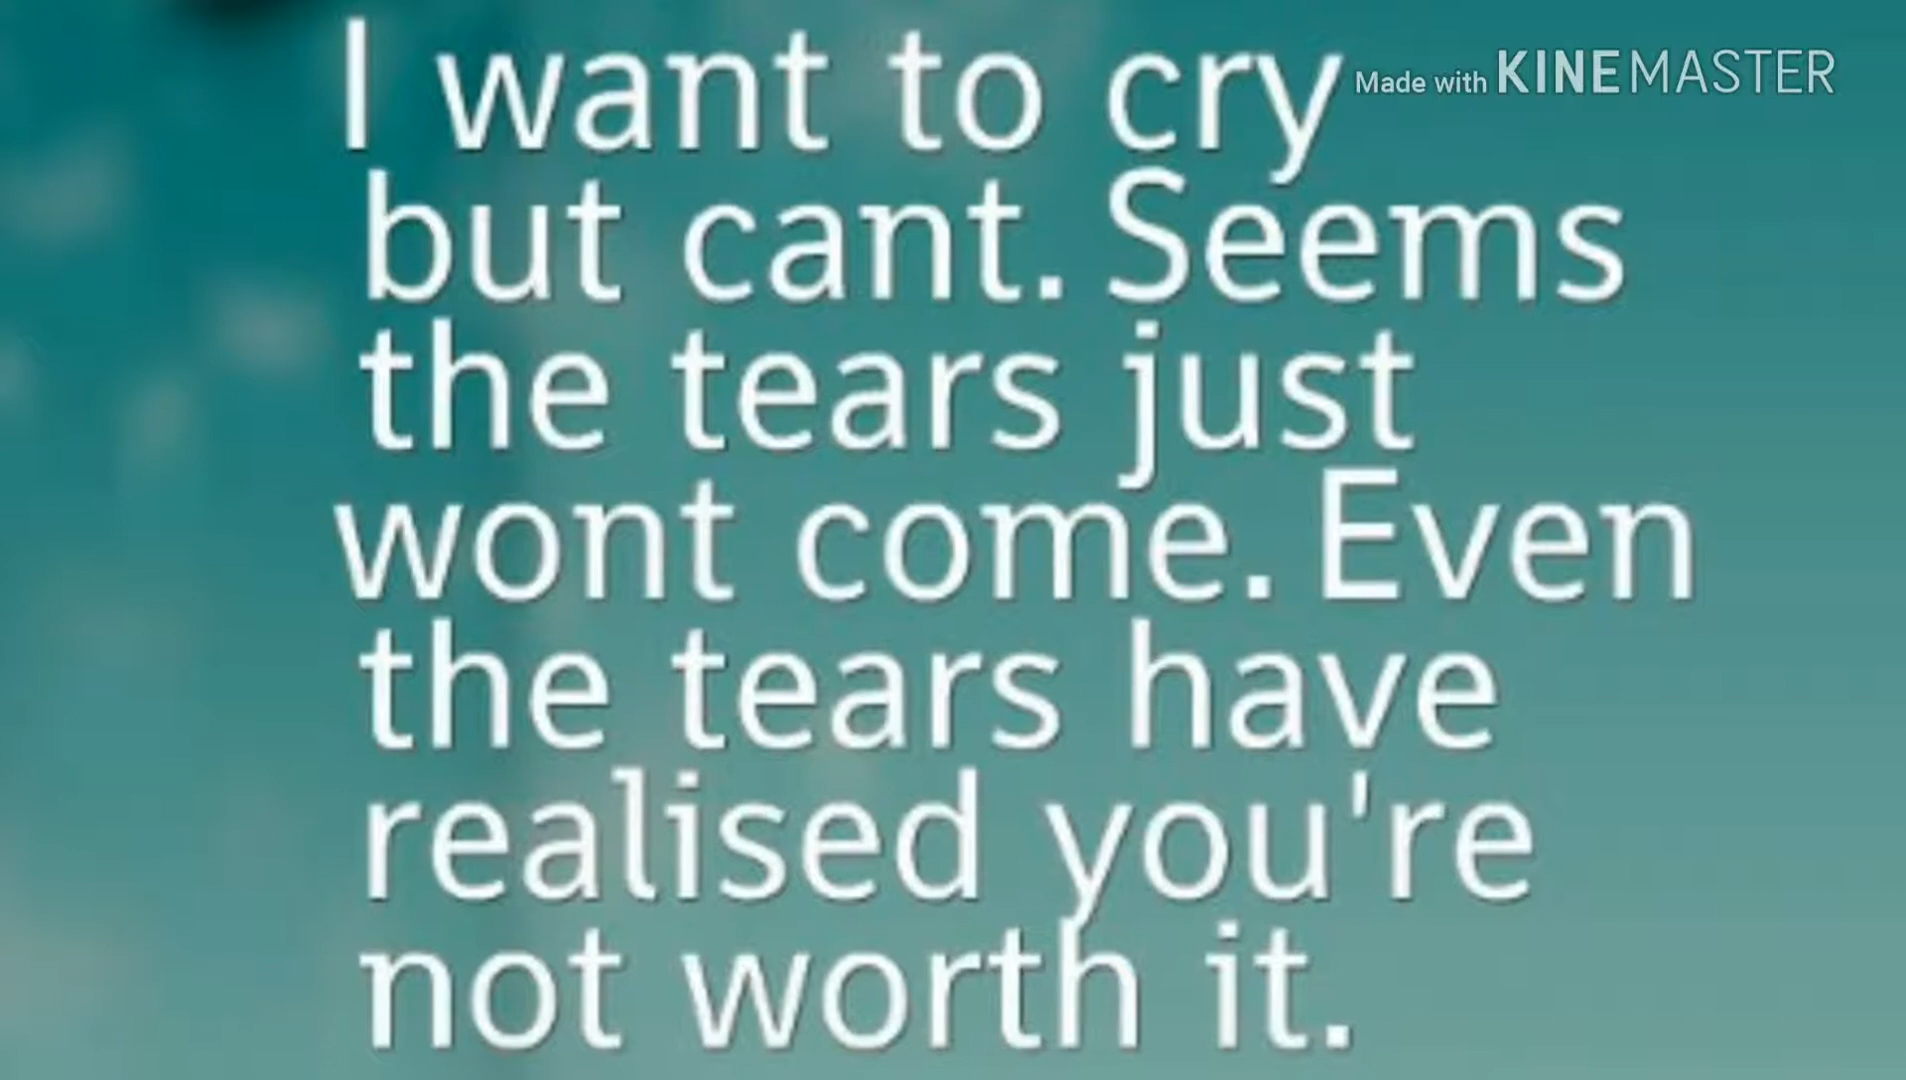 I want to cry
Made with KINEMASTER
but cant. Seems
the tears just
wont come. Even
the tears have
realised you're
not worth it.